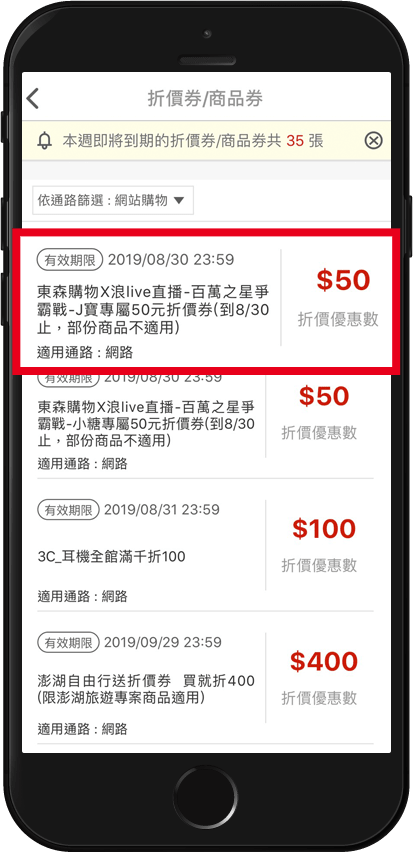 折價券/商品券
本週即將到期的折價券/商品券共 35 張
依通路篩選 : 網站購物 ▼
有效期限 2019/08/30 23:59
東森購物X浪live直播-百萬之星爭
霸戰-J寶專屬50元折價券(到8/30
止，部份商品不適用)
適用通路 : 網路
$50
折價優惠數
有效期限 2019/08/30 23:59
東森購物X浪live直播-百萬之星爭
霸戰-小糖專屬50元折價券(到8/30
止，部份商品不適用)
適用通路 : 網路
$50
折價優惠數
有效期限 2019/08/31 23:59
3C_耳機全館滿千折100
適用通路 : 網路
$100
折價優惠數
有效期限 2019/09/29 23:59
澎湖自由行送折價券 買就折400
(限澎湖旅遊專案商品適用)
適用通路 : 網路
$400
折價優惠數